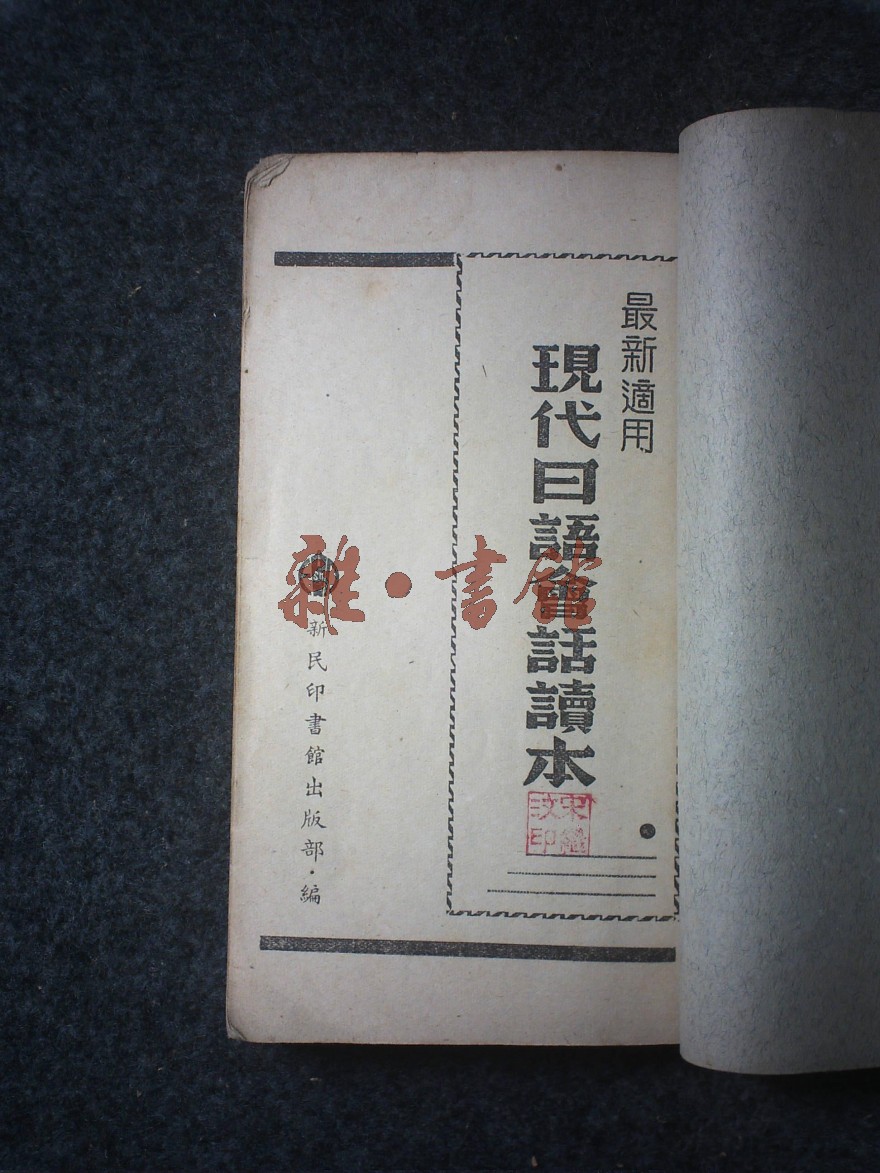 最新適用
現代日語會話讀本
新民印書館出版部·編
雜·書館